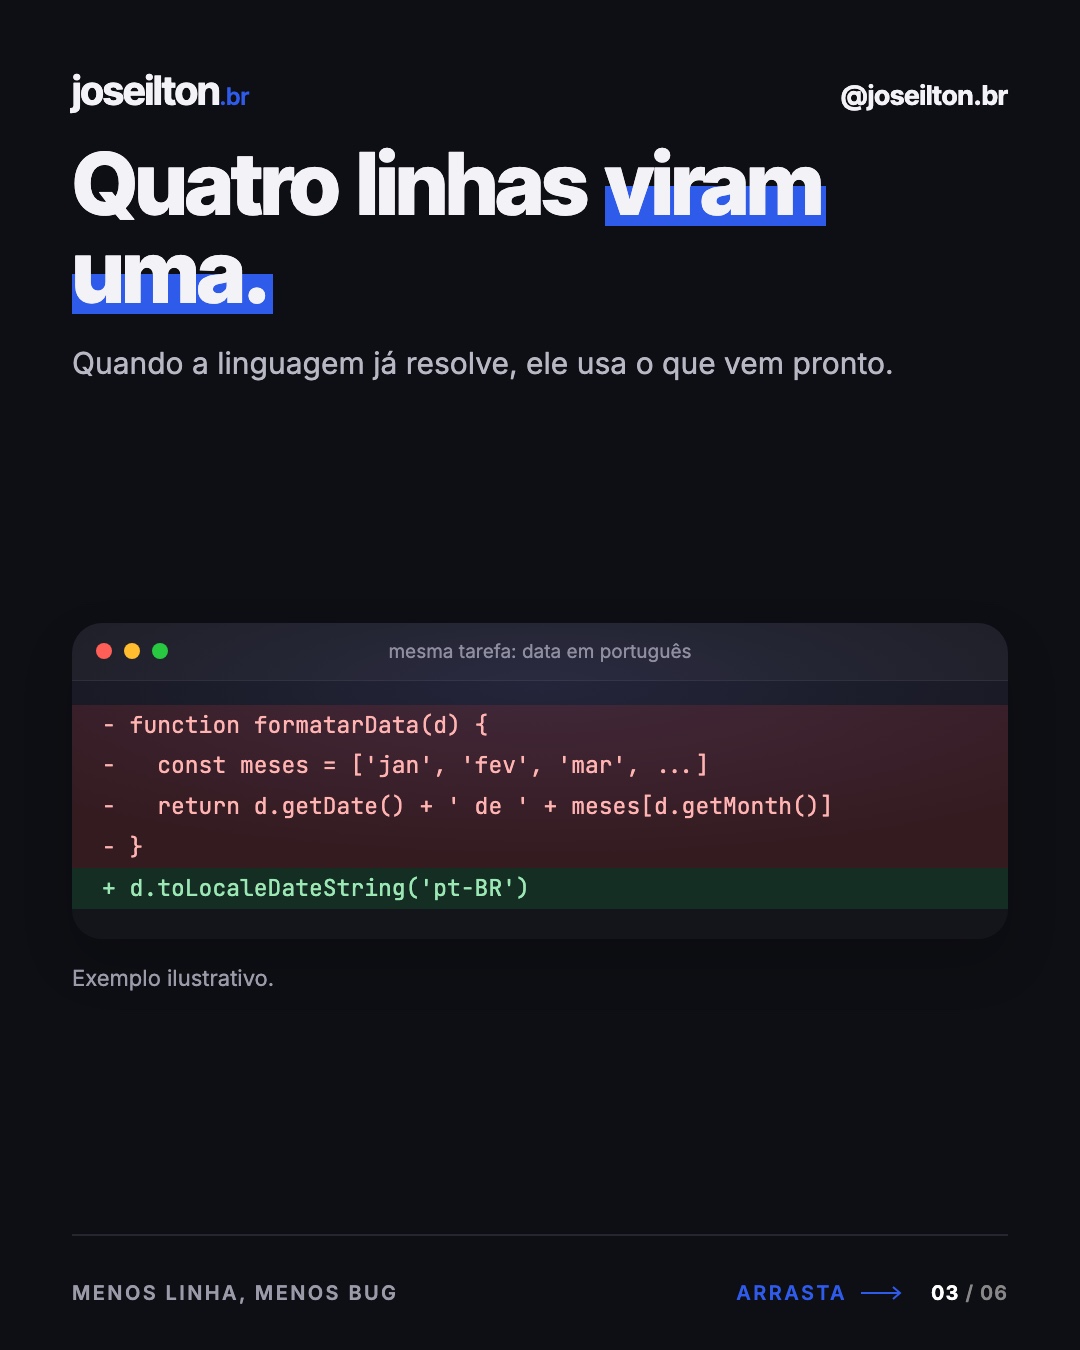 joseilton.br
@joseilton.br
Quatro linhas viram
uma.
Quando a linguagem já resolve, ele usa o que vem pronto.
mesma tarefa: data em português
- function formatarData(d) {
-   const meses = ['jan', 'fev', 'mar', ...]
-   return d.getDate() + ' de ' + meses[d.getMonth()]
- }
+ d.toLocaleDateString('pt-BR')
Exemplo ilustrativo.
MENOS LINHA, MENOS BUG
ARRASTA → 03 / 06